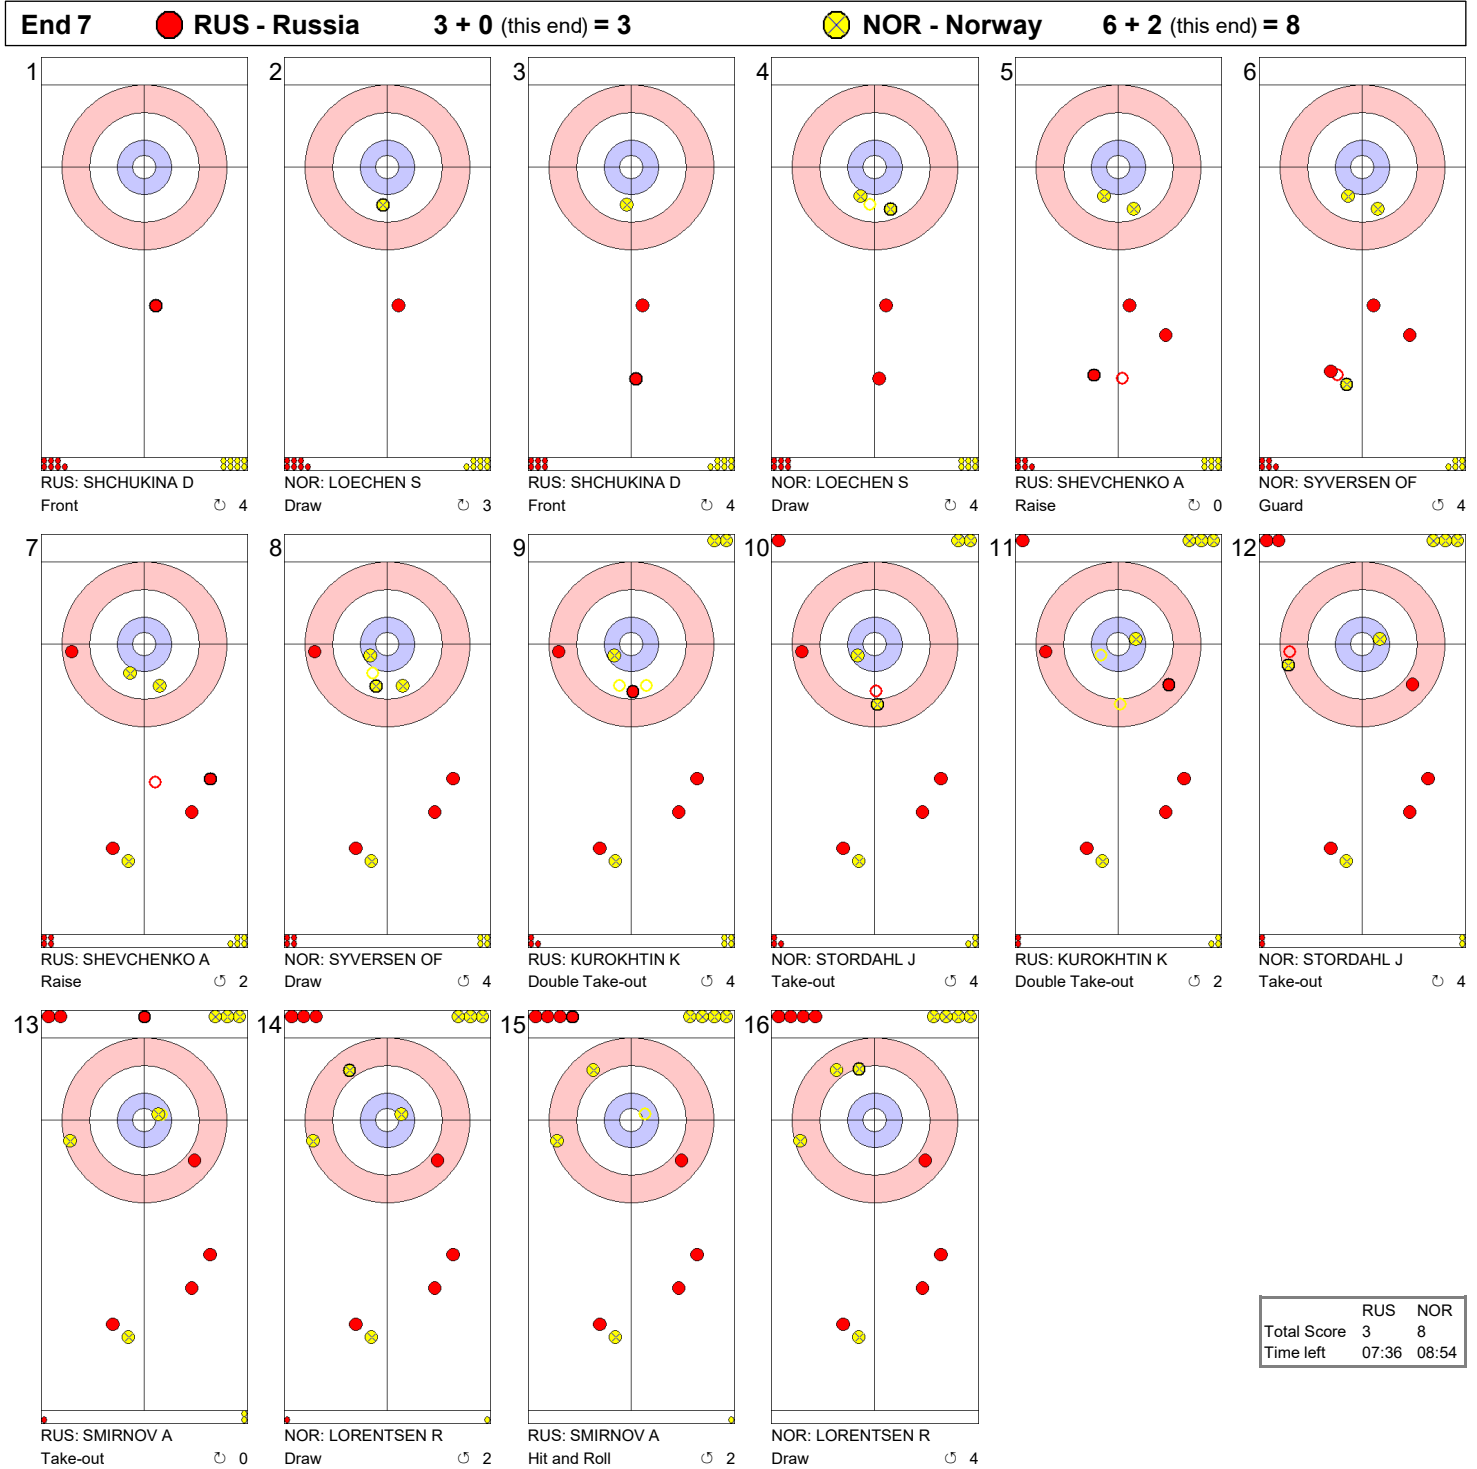 End 7 RUS - Russia 3 + 0 (this end) = 3 NOR - Norway 6 + 2 (this end) = 8
1 2 3 4 5 6
RUS: SHCHUKINA D NOR: LOECHEN S RUS: SHCHUKINA D NOR: LOECHEN S RUS: SHEVCHENKO A NOR: SYVERSEN OF
Front ↻ 4 Draw ↻ 3 Front ↻ 4 Draw ↻ 4 Raise ↻ 0 Guard ↺ 4
7 8 9 10 11 12
RUS: SHEVCHENKO A NOR: SYVERSEN OF RUS: KUROKHTIN K NOR: STORDAHL J RUS: KUROKHTIN K NOR: STORDAHL J
Raise ↺ 2 Draw ↺ 4 Double Take-out ↺ 4 Take-out ↺ 4 Double Take-out ↺ 2 Take-out ↻ 4
13 14 15 16
RUS: SMIRNOV A NOR: LORENTSEN R RUS: SMIRNOV A NOR: LORENTSEN R
Take-out ↻ 0 Draw ↺ 2 Hit and Roll ↺ 2 Draw ↺ 4
RUS NOR
Total Score 3 8
Time left 07:36 08:54